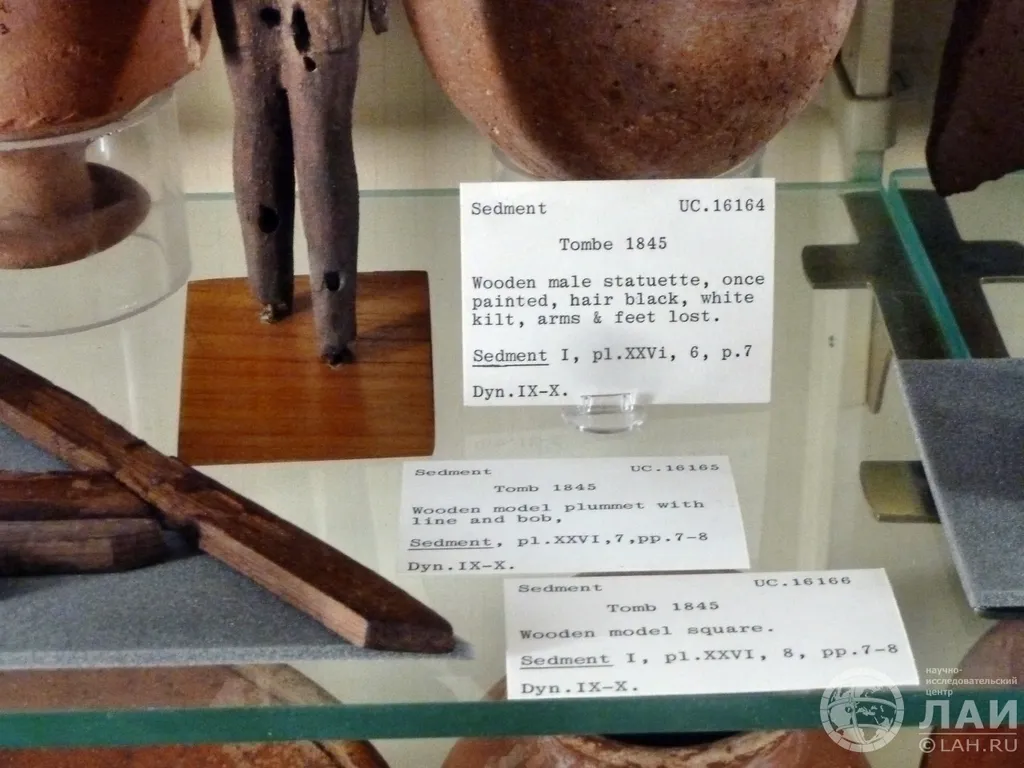 Sedment UC.16164
Tombe 1845
Wooden male statuette, once
painted, hair black, white
kilt, arms & feet lost.
Sedment I, pl.XXVi, 6, p.7
Dyn.IX-X.
Sedment UC.16165
Tomb 1845
Wooden model plummet with
line and bob,
Sedment, pl.XXVI,7,pp.7-8
Dyn.IX-X.
Sedment UC.16166
Tomb 1845
Wooden model square.
Sedment I, pl.XXVI, 8, pp.7-8
Dyn.IX-X.
научно-
исследовательский
центр
ЛАИ
©LAH.RU